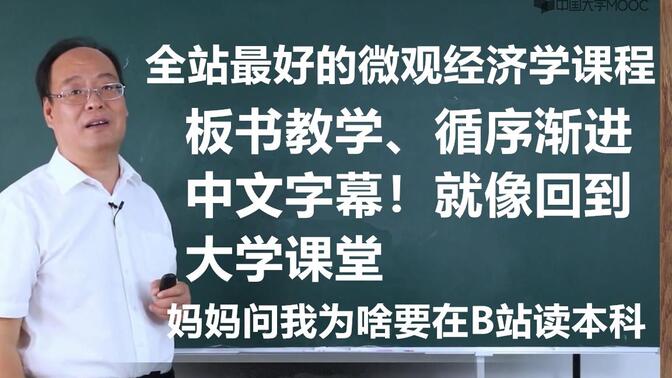 中国大学MOOC
全站最好的微观经济学课程
板书教学、循序渐进
中文字幕！就像回到
大学课堂
妈妈问我为啥要在B站读本科